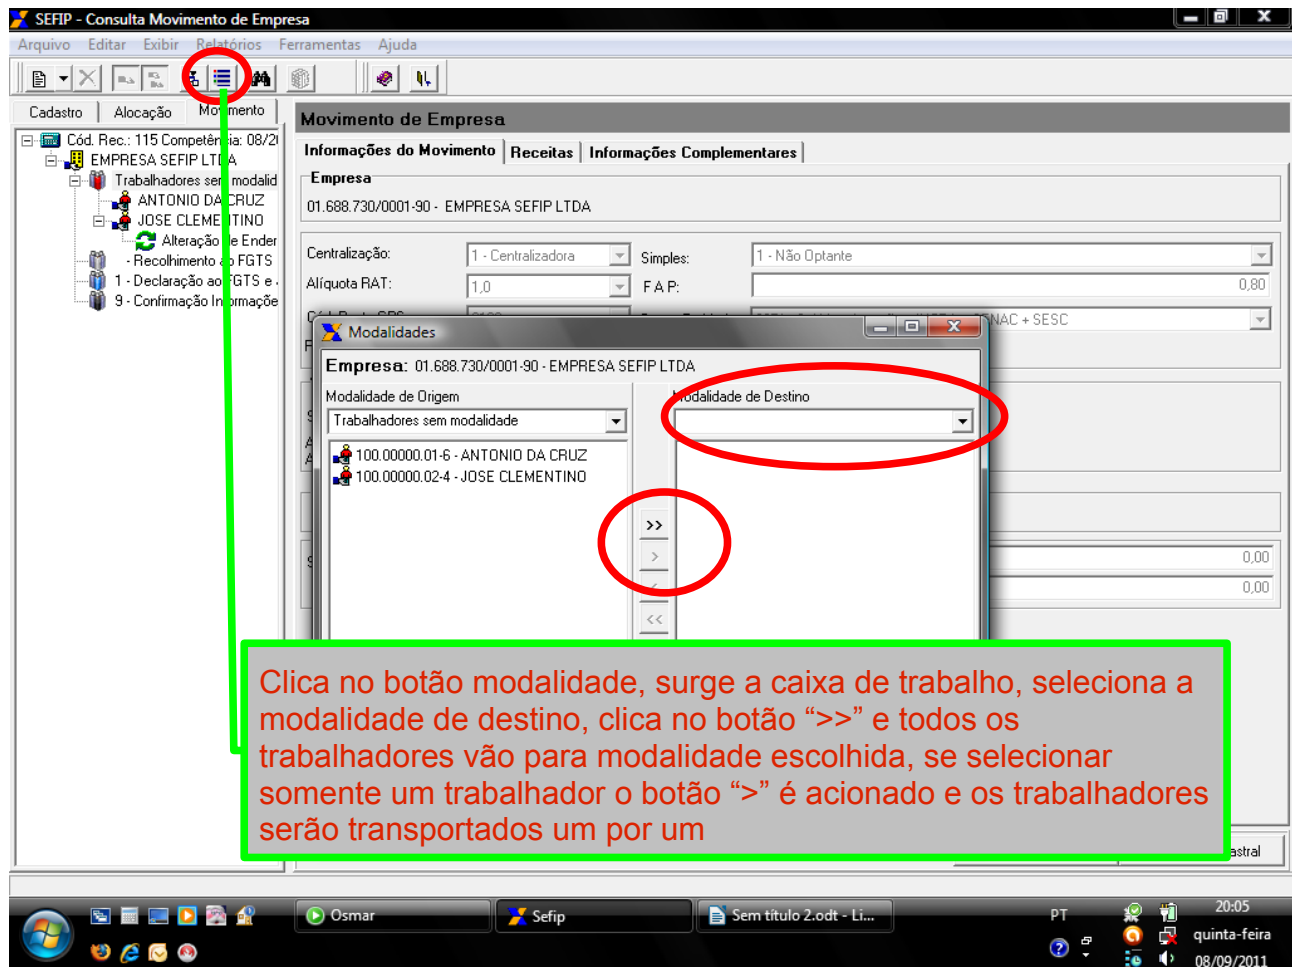 SEFIP - Consulta Movimento de Empresa
Arquivo Editar Exibir Relatórios Ferramentas Ajuda
Cadastro Alocação Movimento
Cód. Rec.: 115 Competência: 08/20
EMPRESA SEFIP LTDA
Trabalhadores sem modalid
ANTONIO DA CRUZ
JOSE CLEMENTINO
Alteração de Ender
- Recolhimento ao FGTS
1 - Declaração ao FGTS e
9 - Confirmação Informaçõe
Movimento de Empresa
Informações do Movimento Receitas Informações Complementares
Empresa
01.688.730/0001-90 - EMPRESA SEFIP LTDA
Centralização: 1 - Centralizadora Simples: 1 - Não Optante
Alíquota RAT: 1,0 F A P: 0,80
NAC + SESC
Modalidades
Empresa: 01.688.730/0001-90 - EMPRESA SEFIP LTDA
Modalidade de Origem Modalidade de Destino
Trabalhadores sem modalidade
100.00000.01-6 - ANTONIO DA CRUZ
100.00000.02-4 - JOSE CLEMENTINO
>>
>
<
<<
0,00
0,00
Clica no botão modalidade, surge a caixa de trabalho, seleciona a
modalidade de destino, clica no botão “>>” e todos os
trabalhadores vão para modalidade escolhida, se selecionar
somente um trabalhador o botão “>” é acionado e os trabalhadores
serão transportados um por um
astral
Osmar Sefip Sem título 2.odt - Li... PT 20:05
quinta-feira
08/09/2011